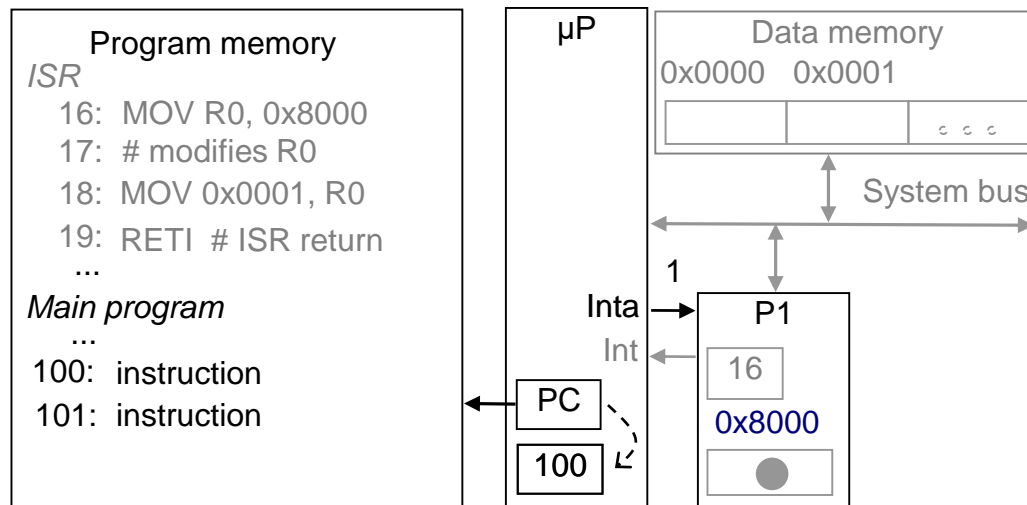 Program memory
ISR
16: MOV R0, 0x8000
17: # modifies R0
18: MOV 0x0001, R0
19: RETI # ISR return
...
Main program
...
100: instruction
101: instruction
µP
Inta
Int
PC
100
Data memory
0x0000 0x0001
System bus
1
P1
16
0x8000